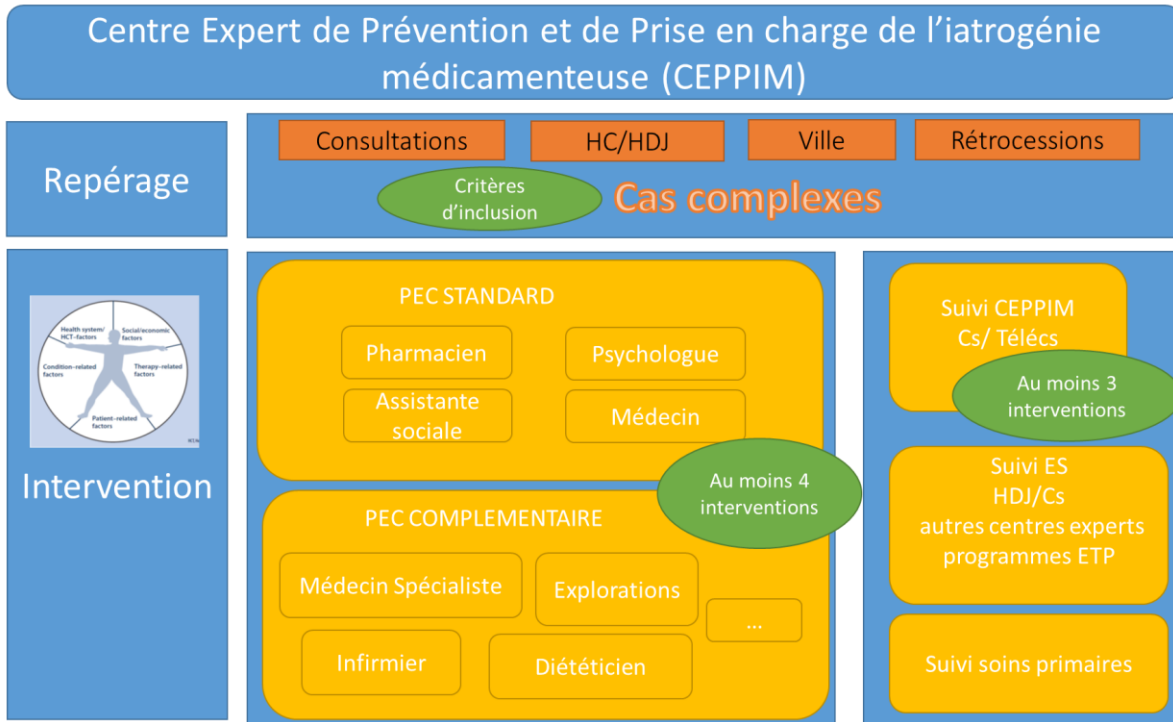 Centre Expert de Prévention et de Prise en charge de l’iatrogénie
médicamenteuse (CEPPIM)
Repérage
Consultations
HC/HDJ
Ville
Rétrocessions
Critères
d’inclusion
Cas complexes
Health system/
HCT-factors
Social/economic
factors
Condition-related
factors
Therapy-related
factors
Patient-related
factors
Intervention
PEC STANDARD
Pharmacien
Psychologue
Assistante
sociale
Médecin
Au moins 4
interventions
PEC COMPLEMENTAIRE
Médecin Spécialiste
Explorations
...
Infirmier
Diététicien
Suivi CEPPIM
Cs/ Télécs
Au moins 3
interventions
Suivi ES
HDJ/Cs
autres centres experts
programmes ETP
Suivi soins primaires